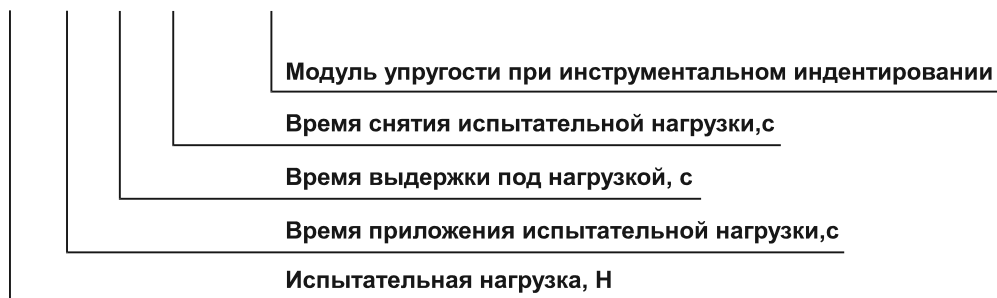 Модуль упругости при инструментальном индентировании
Время снятия испытательной нагрузки,с
Время выдержки под нагрузкой, с
Время приложения испытательной нагрузки,с
Испытательная нагрузка, Н